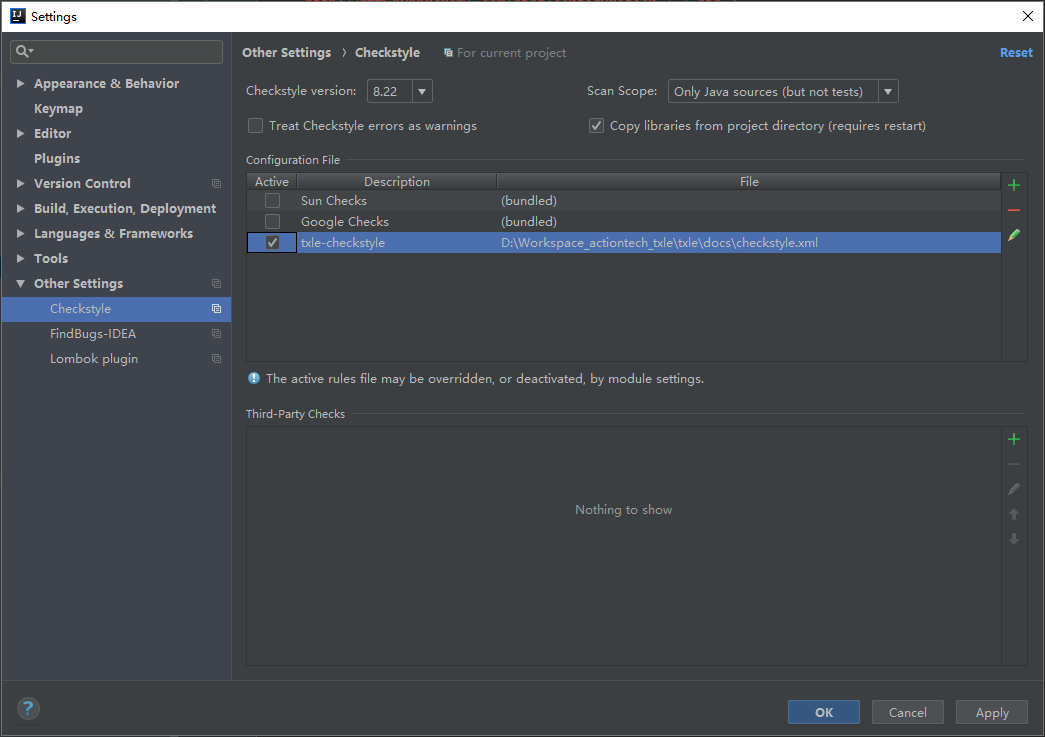 Settings
Appearance & Behavior
Keymap
Editor
Plugins
Version Control
Build, Execution, Deployment
Languages & Frameworks
Tools
Other Settings
Checkstyle
FindBugs-IDEA
Lombok plugin
Other Settings › Checkstyle For current project Reset
Checkstyle version: 8.22 Scan Scope: Only Java sources (but not tests)
Treat Checkstyle errors as warnings Copy libraries from project directory (requires restart)
Configuration File
Active Description File
Sun Checks (bundled)
Google Checks (bundled)
txle-checkstyle D:\Workspace_actiontech_txle\txle\docs\checkstyle.xml
The active rules file may be overridden, or deactivated, by module settings.
Third-Party Checks
Nothing to show
? OK Cancel Apply